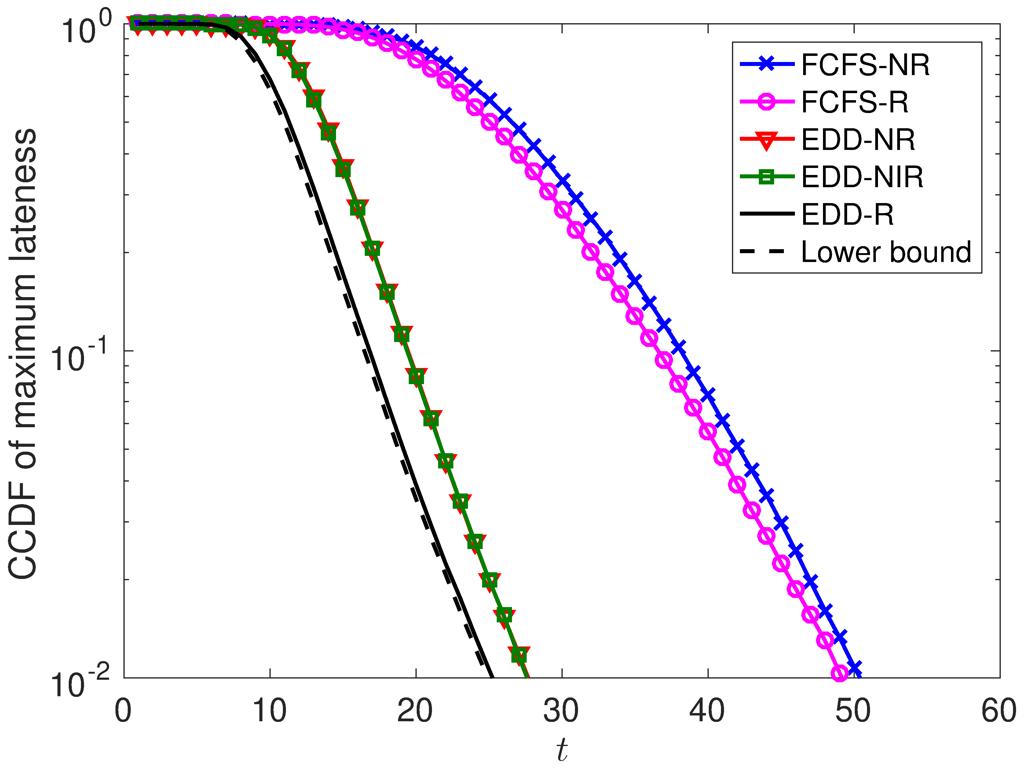 10^0
10^-1
10^-2
CCDF of maximum lateness
FCFS-NR
FCFS-R
EDD-NR
EDD-NIR
EDD-R
Lower bound
0 10 20 30 40 50 60
t